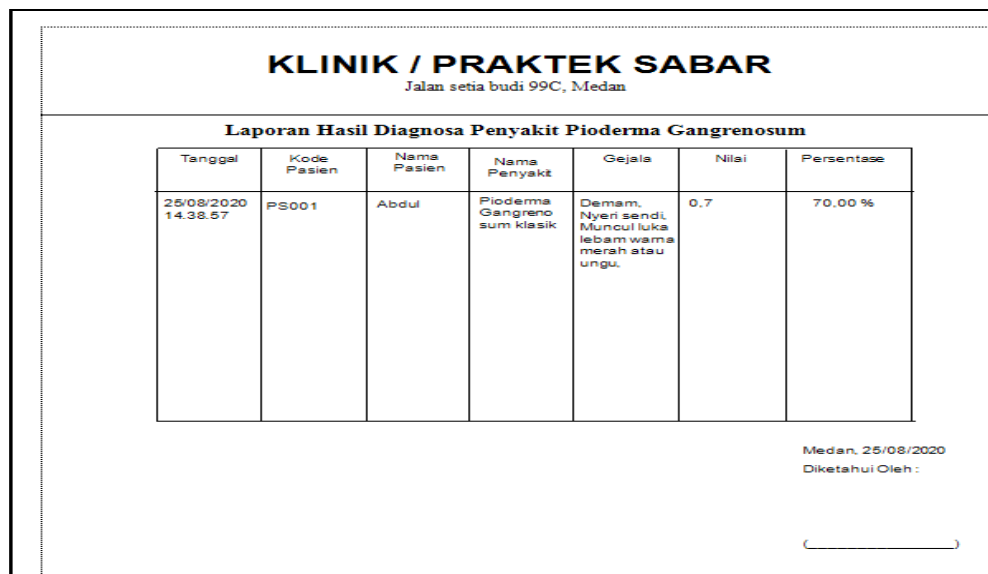 KLINIK / PRAKTEK SABAR
Jalan setia budi 99C, Medan
Laporan Hasil Diagnosa Penyakit Pioderma Gangrenosum
Tanggal
Kode
Pasien
Nama
Pasien
Nama
Penyakit
Gejala
Nilai
Persentase
25/08/2020
14.38.57
PS001
Abdul
Pioderma
Gangreno
sum klasik
Demam,
Nyeri sendi,
Muncul luka
lebam warna
merah atau
ungu,
0,7
70,00 %
Medan, 25/08/2020
Diketahui Oleh :
(________________)